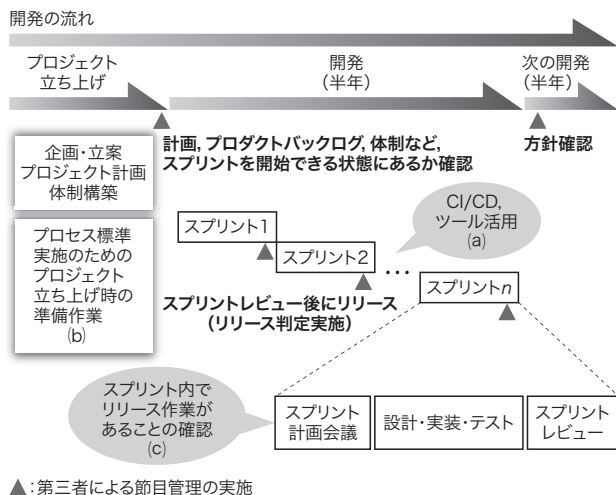 開発の流れ
プロジェクト
立ち上げ
開発
(半年)
次の開発
(半年)
企画・立案
プロジェクト計画
体制構築
計画, プロダクトバックログ, 体制など,
スプリントを開始できる状態にあるか確認
方針確認
プロセス標準
実施のための
プロジェクト
立ち上げ時の
準備作業
(b)
スプリント1
スプリント2
CI/CD,
ツール活用
(a)
…
スプリントn
スプリントレビュー後にリリース
(リリース判定実施)
スプリント内で
リリース作業が
あることの確認
(c)
スプリント
計画会議
設計・実装・テスト
スプリント
レビュー
▲:第三者による節目管理の実施